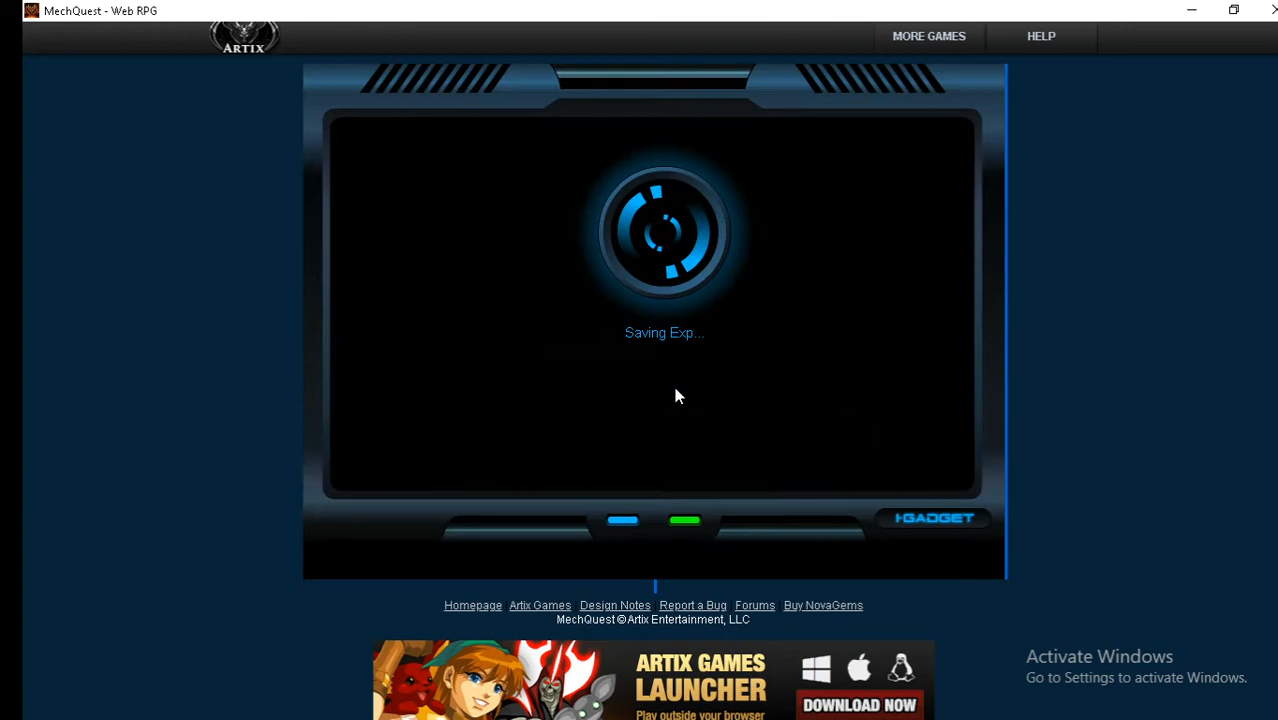 MechQuest - Web RPG
ARTIX
MORE GAMES
HELP
Saving Exp...
I-GADGET
Homepage Artix Games Design Notes Report a Bug Forums Buy NovaGems
MechQuest ©Artix Entertainment, LLC
ARTIX GAMES
LAUNCHER
Play outside your browser
DOWNLOAD NOW
Activate Windows
Go to Settings to activate Windows.